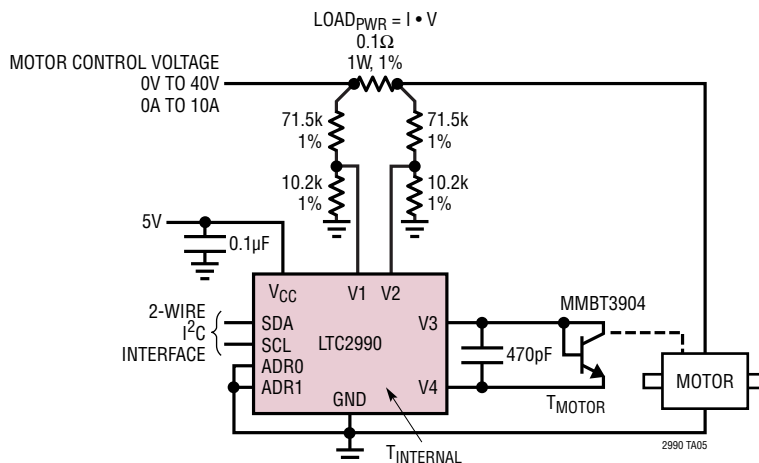 LOADPWR = I • V
0.1Ω
1W, 1%
MOTOR CONTROL VOLTAGE
0V TO 40V
0A TO 10A
71.5k
1%
71.5k
1%
10.2k
1%
10.2k
1%
5V
0.1µF
VCC
V1
V2
MMBT3904
2-WIRE
I2C
INTERFACE
SDA
SCL
ADR0
ADR1
LTC2990
V3
V4
GND
470pF
MOTOR
TMOTOR
TINTERNAL
2990 TA05